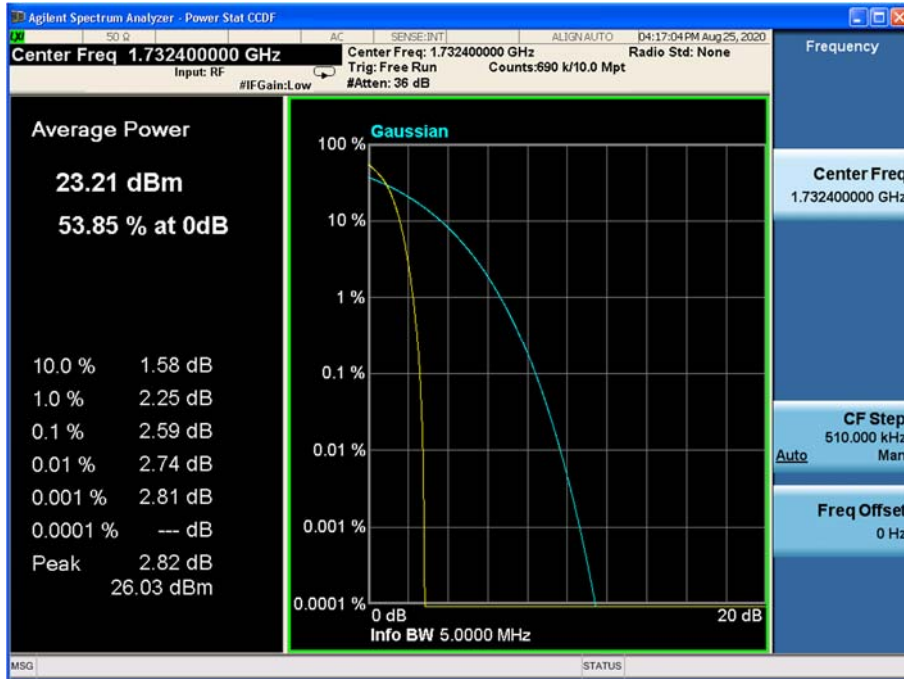 Agilent Spectrum Analyzer - Power Stat CCDF
50 Ω AC SENSE:INT ALIGN AUTO 04:17:04 PM Aug 25, 2020
Center Freq 1.732400000 GHz
Input: RF
#IFGain:Low
Center Freq: 1.732400000 GHz
Radio Std: None
Trig: Free Run
Counts:690 k/10.0 Mpt
#Atten: 36 dB
Frequency
Average Power
23.21 dBm
53.85 % at 0dB
10.0 % 1.58 dB
1.0 % 2.25 dB
0.1 % 2.59 dB
0.01 % 2.74 dB
0.001 % 2.81 dB
0.0001 % --- dB
Peak 2.82 dB
26.03 dBm
Gaussian
100 %
10 %
1 %
0.1 %
0.01 %
0.001 %
0.0001 %
0 dB
20 dB
Info BW 5.0000 MHz
Center Freq
1.732400000 GHz
CF Step
510.000 kHz
Auto Man
Freq Offset
0 Hz
MSG
STATUS